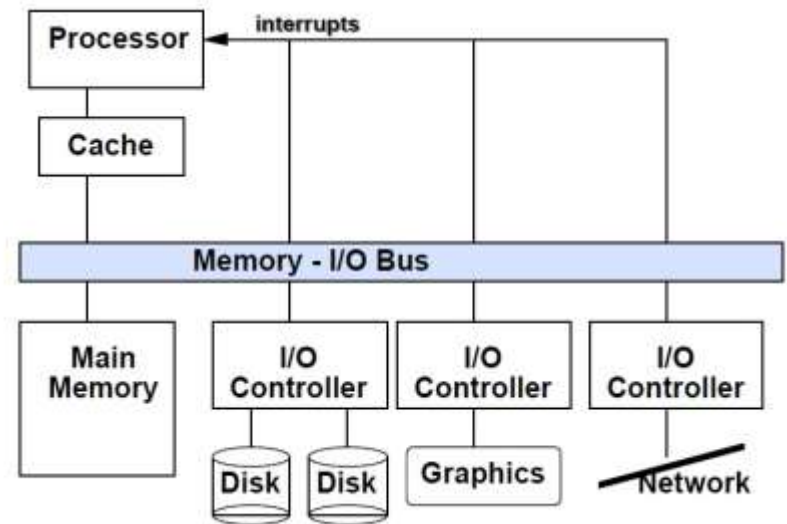 Processor
interrupts
Cache
Memory - I/O Bus
Main
Memory
I/O
Controller
I/O
Controller
I/O
Controller
Disk
Disk
Graphics
Network